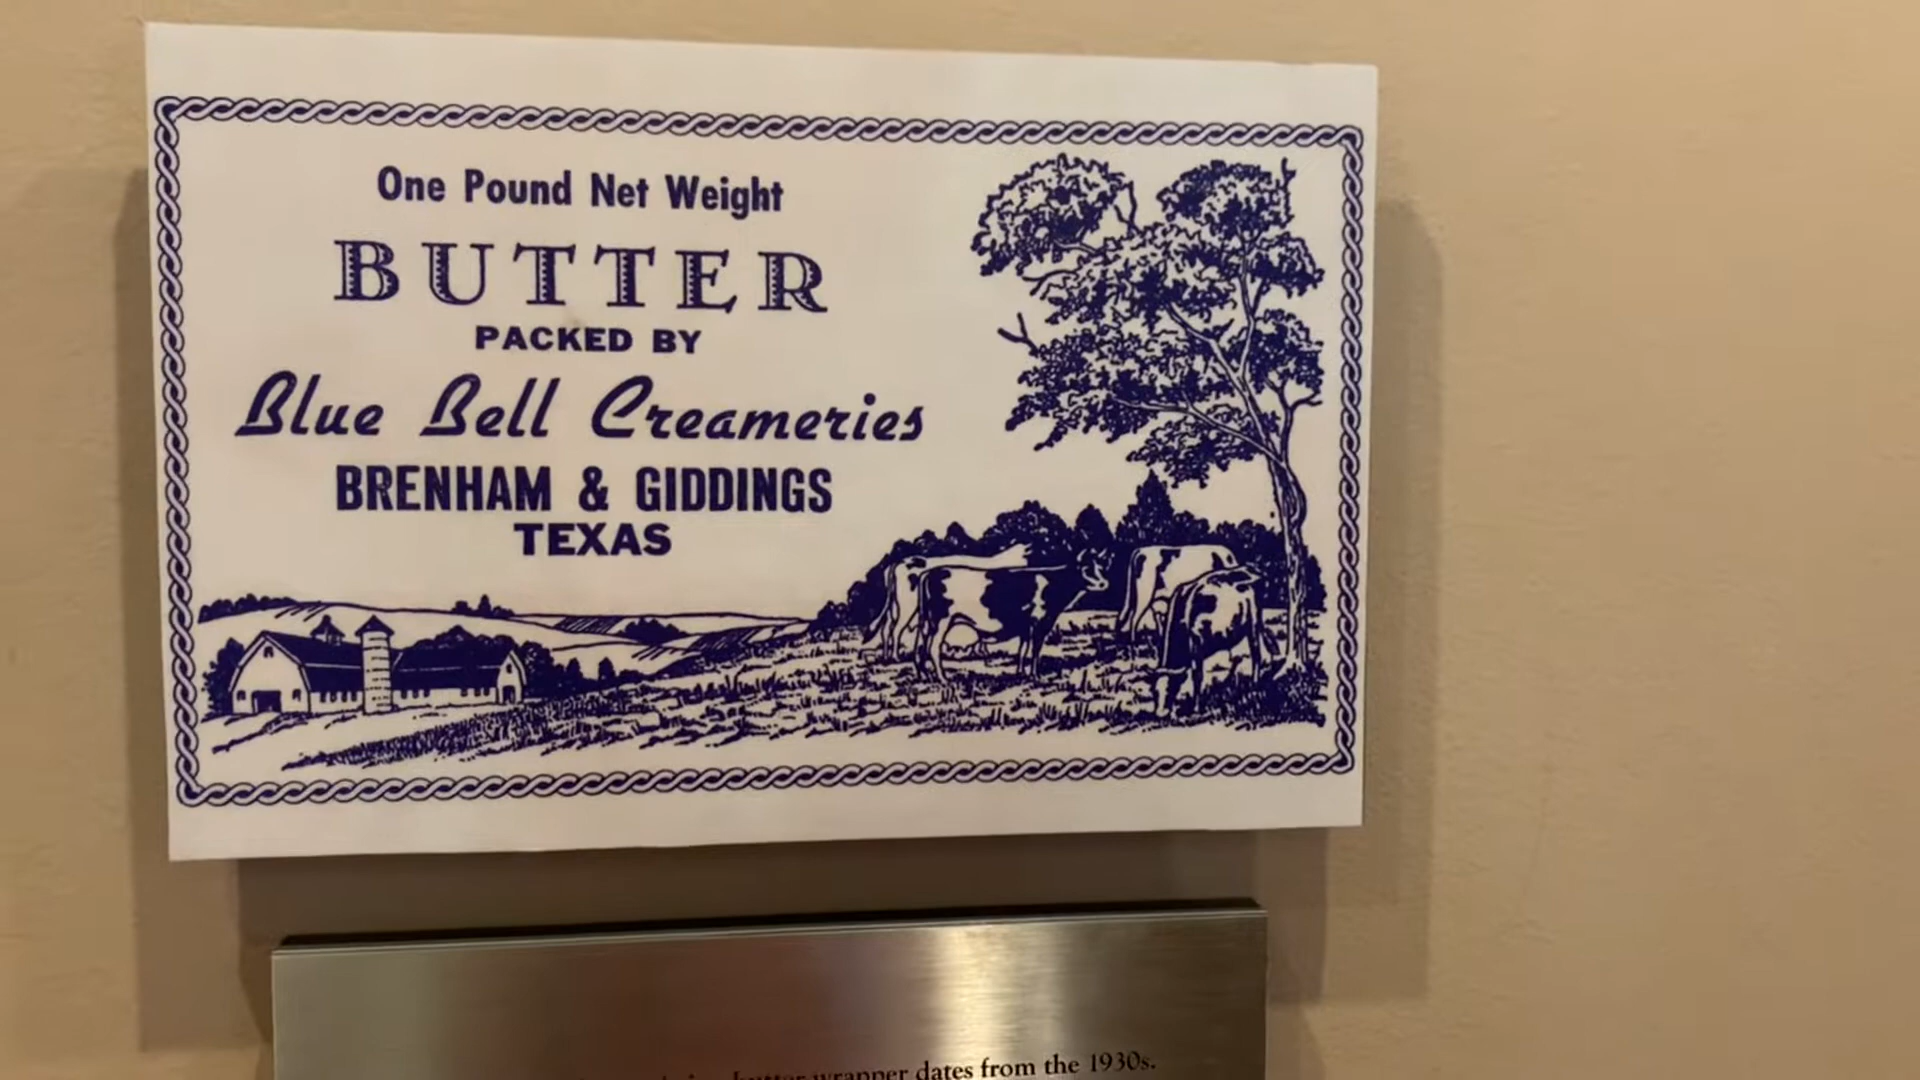 One Pound Net Weight
BUTTER
PACKED BY
Blue Bell Creameries
BRENHAM & GIDDINGS
TEXAS
butter wrapper dates from the 1930s.